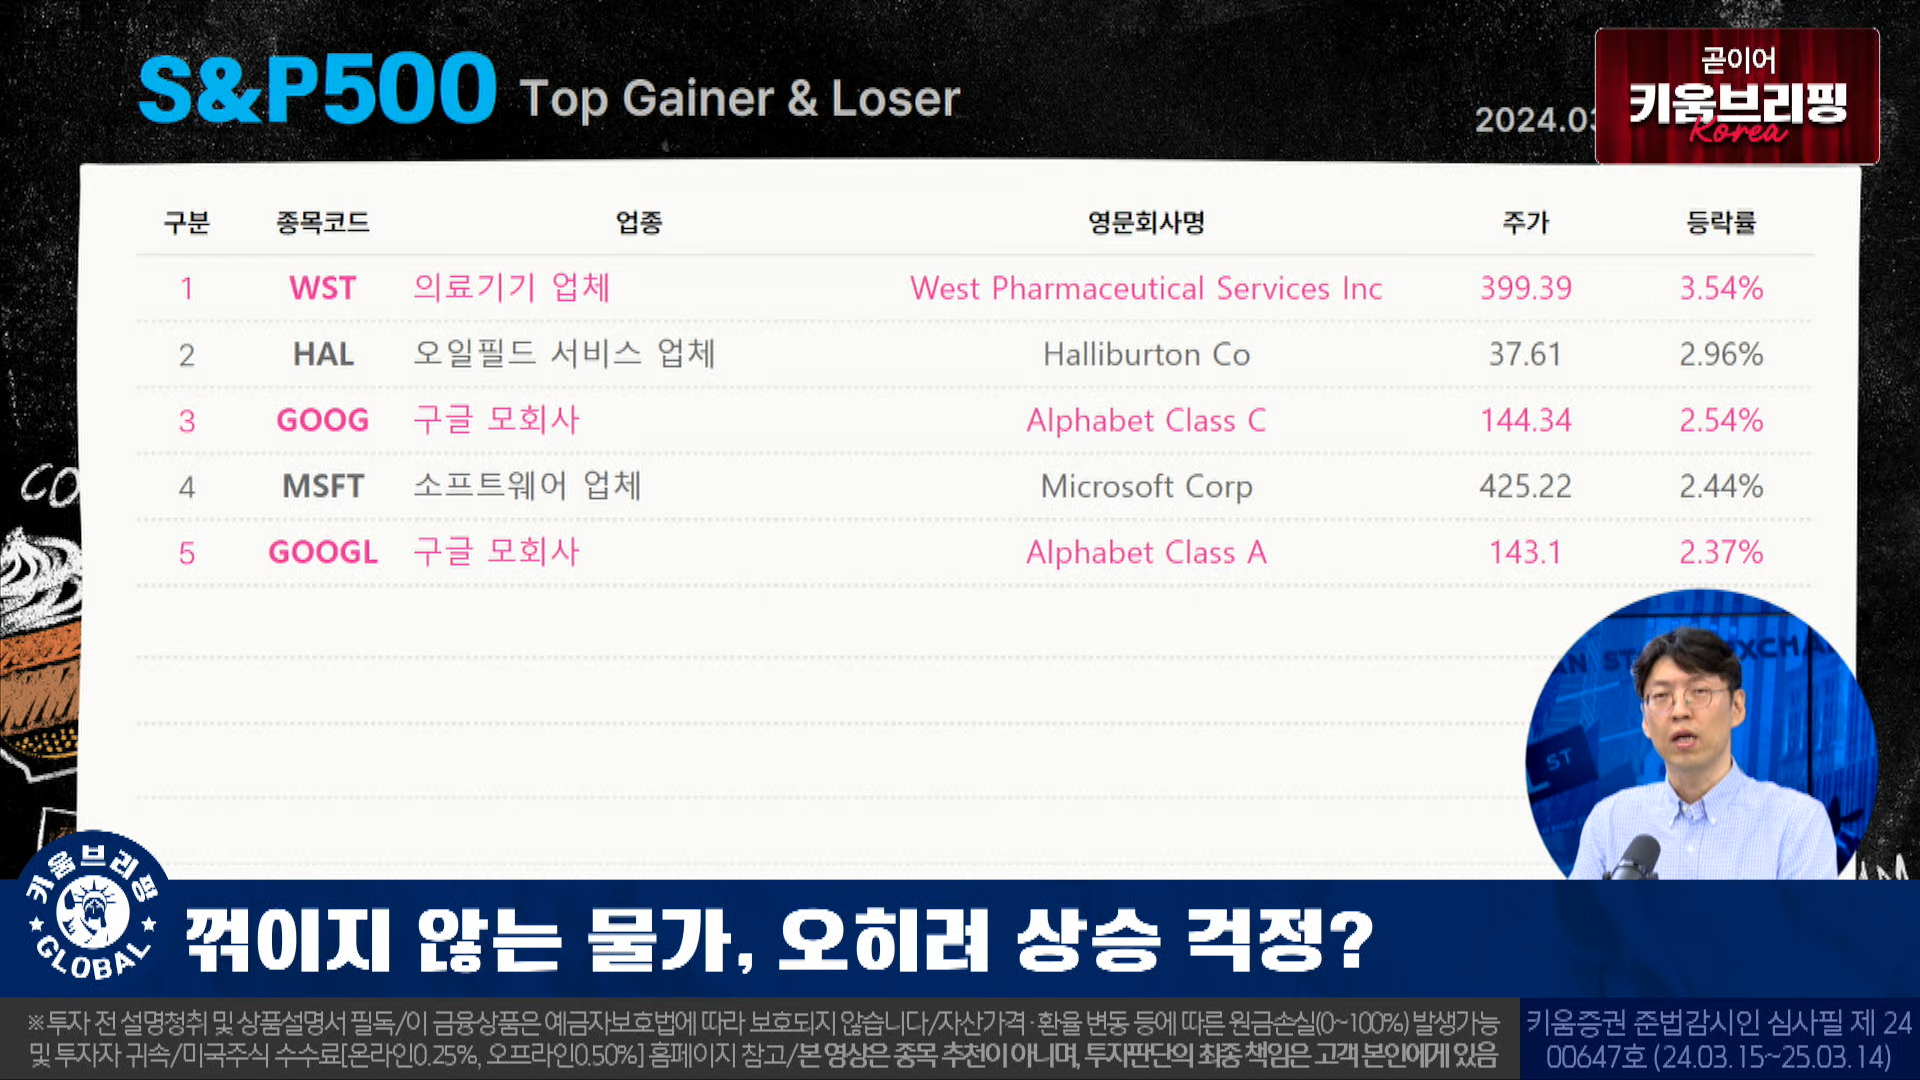 S&P500 Top Gainer & Loser
2024.03
곧이어
키움브리핑
Korea
구분 종목코드 업종 영문회사명 주가 등락률
1 WST 의료기기 업체 West Pharmaceutical Services Inc 399.39 3.54%
2 HAL 오일필드 서비스 업체 Halliburton Co 37.61 2.96%
3 GOOG 구글 모회사 Alphabet Class C 144.34 2.54%
4 MSFT 소프트웨어 업체 Microsoft Corp 425.22 2.44%
5 GOOGL 구글 모회사 Alphabet Class A 143.1 2.37%
CO
ST
키움브리핑
GLOBAL
꺾이지 않는 물가, 오히려 상승 걱정?
※투자 전 설명청취 및 상품설명서 필독/이 금융상품은 예금자보호법에 따라 보호되지 않습니다/자산가격·환율 변동 등에 따른 원금손실(0~100%) 발생가능
및 투자자 귀속/미국주식 수수료[온라인0.25%, 오프라인0.50%] 홈페이지 참고/본 영상은 종목 추천이 아니며, 투자판단의 최종 책임은 고객 본인에게 있음
키움증권 준법감시인 심사필 제 24
00647호 (24.03.15~25.03.14)